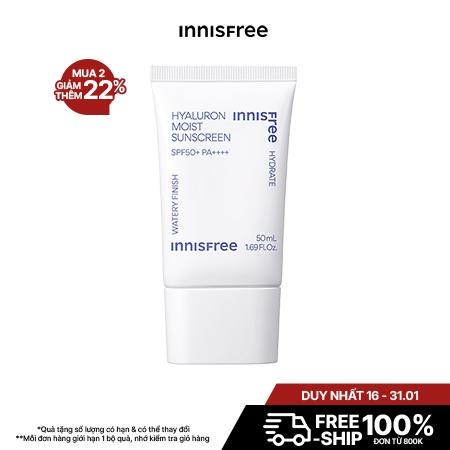 innisfree
MUA 2
GIẢM THÊM 22%
HYALURON
MOIST
SUNSCREEN
SPF50+ PA++++
innisfree
HYDRATE
WATERY FINISH
innisfree
50mL
1.69Fl.Oz.
DUY NHẤT 16 - 31.01
FREE -SHIP 100%
ĐƠN TỪ 800K
*Quà tặng số lượng có hạn & có thể thay đổi
**Mỗi đơn hàng giới hạn 1 bộ quà, nhớ kiểm tra giỏ hàng